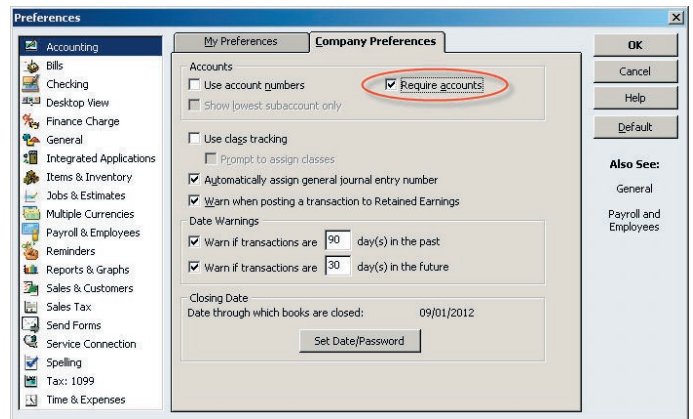 Preferences
Accounting
Bills
Checking
Desktop View
Finance Charge
General
Integrated Applications
Items & Inventory
Jobs & Estimates
Multiple Currencies
Payroll & Employees
Reminders
Reports & Graphs
Sales & Customers
Sales Tax
Send Forms
Service Connection
Spelling
Tax: 1099
Time & Expenses
My Preferences
Company Preferences
Accounts
Use account numbers
Require accounts
Show lowest subaccount only
Use class tracking
Prompt to assign classes
Automatically assign general journal entry number
Warn when posting a transaction to Retained Earnings
Date Warnings
Warn if transactions are 90 day(s) in the past
Warn if transactions are 30 day(s) in the future
Closing Date
Date through which books are closed: 09/01/2012
Set Date/Password
OK
Cancel
Help
Default
Also See:
General
Payroll and
Employees